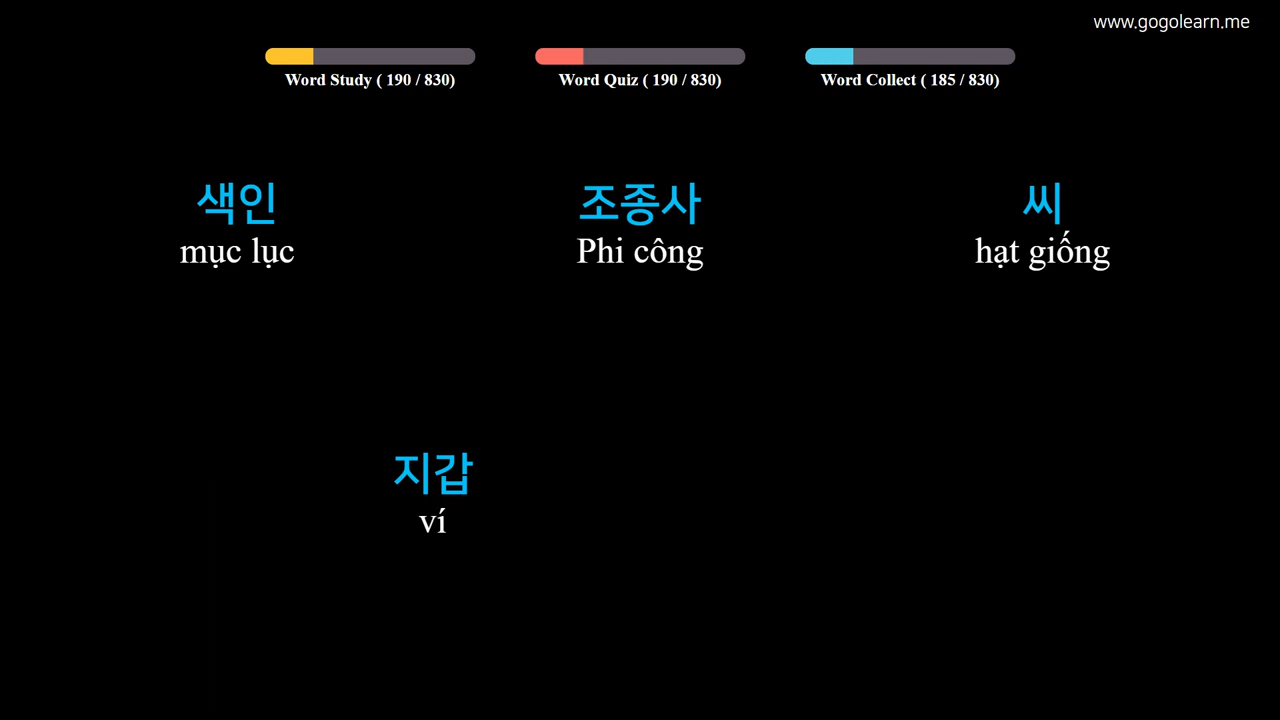 www.gogolearn.me
Word Study ( 190 / 830)
Word Quiz ( 190 / 830)
Word Collect ( 185 / 830)
색인
mục lục
조종사
Phi công
씨
hạt giống
지갑
ví